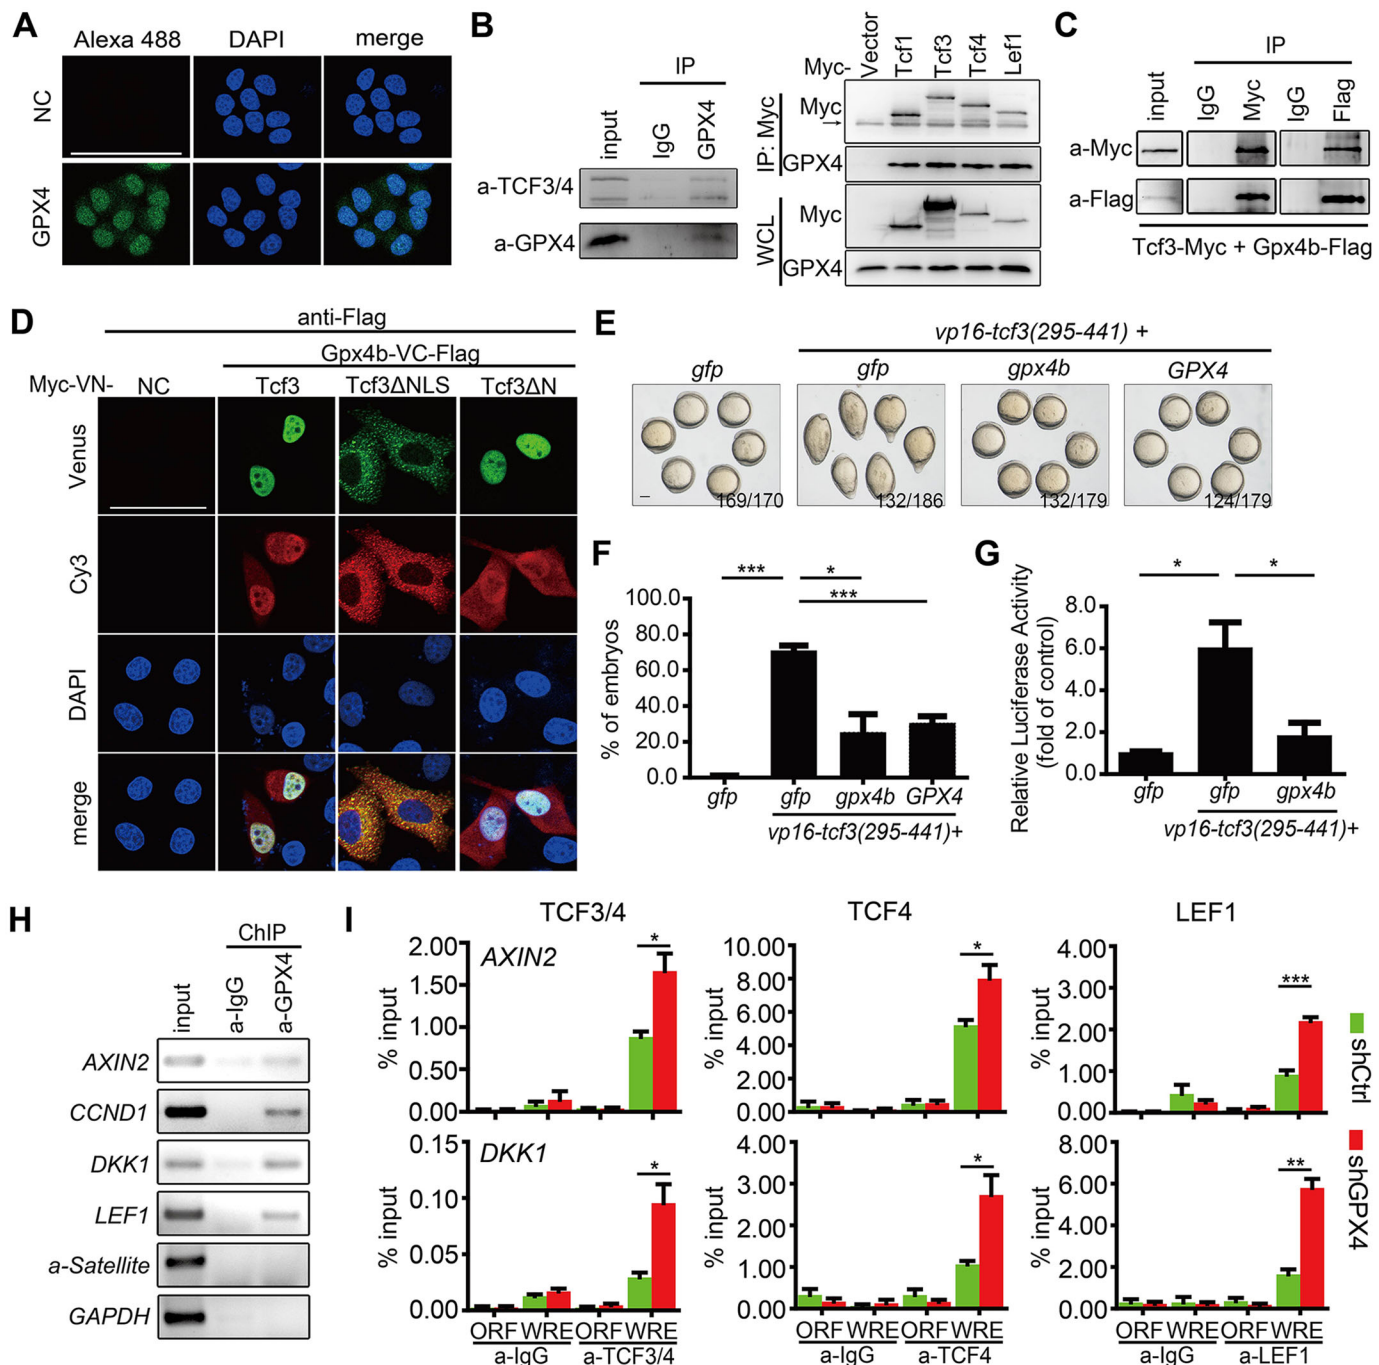 A
Alexa 488
DAPI
merge
NC
GPX4
B
IP
input
IgG
GPX4
a-TCF3/4
a-GPX4
Myc-
Vector
Tcf1
Tcf3
Tcf4
Lef1
IP: Myc
Myc
GPX4
WCL
Myc
GPX4
C
IP
input
IgG
Myc
IgG
Flag
a-Myc
a-Flag
Tcf3-Myc + Gpx4b-Flag
D
anti-Flag
Gpx4b-VC-Flag
Myc-VN-
NC
Tcf3
Tcf3ΔNLS
Tcf3ΔN
Venus
Cy3
DAPI
merge
E
vp16-tcf3(295-441) +
gfp
gfp
gpx4b
GPX4
169/170
132/186
132/179
124/179
F
***
*
***
% of embryos
100.0
80.0
60.0
40.0
20.0
0.0
gfp
gfp
gpx4b
GPX4
vp16-tcf3(295-441)+
G
*
*
Relative Luciferase Activity
(fold of control)
8.0
6.0
4.0
2.0
0.0
gfp
gfp
gpx4b
vp16-tcf3(295-441)+
H
ChIP
input
a-IgG
a-GPX4
AXIN2
CCND1
DKK1
LEF1
a-Satellite
GAPDH
I
TCF3/4
TCF4
LEF1
AXIN2
% input
2.00
1.50
1.00
0.50
0.00
*
% input
10.00
8.00
6.00
4.00
2.00
0.00
*
% input
4.00
3.00
2.00
1.00
0.00
***
shCtrl
shGPX4
DKK1
% input
0.15
0.10
0.05
0.00
*
ORF WRE ORF WRE
a-IgG
a-TCF3/4
% input
4.00
3.00
2.00
1.00
0.00
*
ORF WRE ORF WRE
a-IgG
a-TCF4
% input
8.00
6.00
4.00
2.00
0.00
**
ORF WRE ORF WRE
a-IgG
a-LEF1